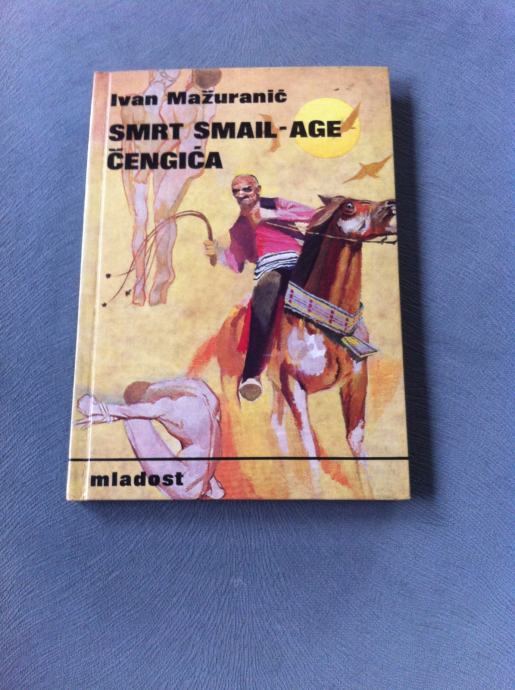 Ivan Mažuranić
SMRT SMAIL-AGE
ČENGIĆA
mladost